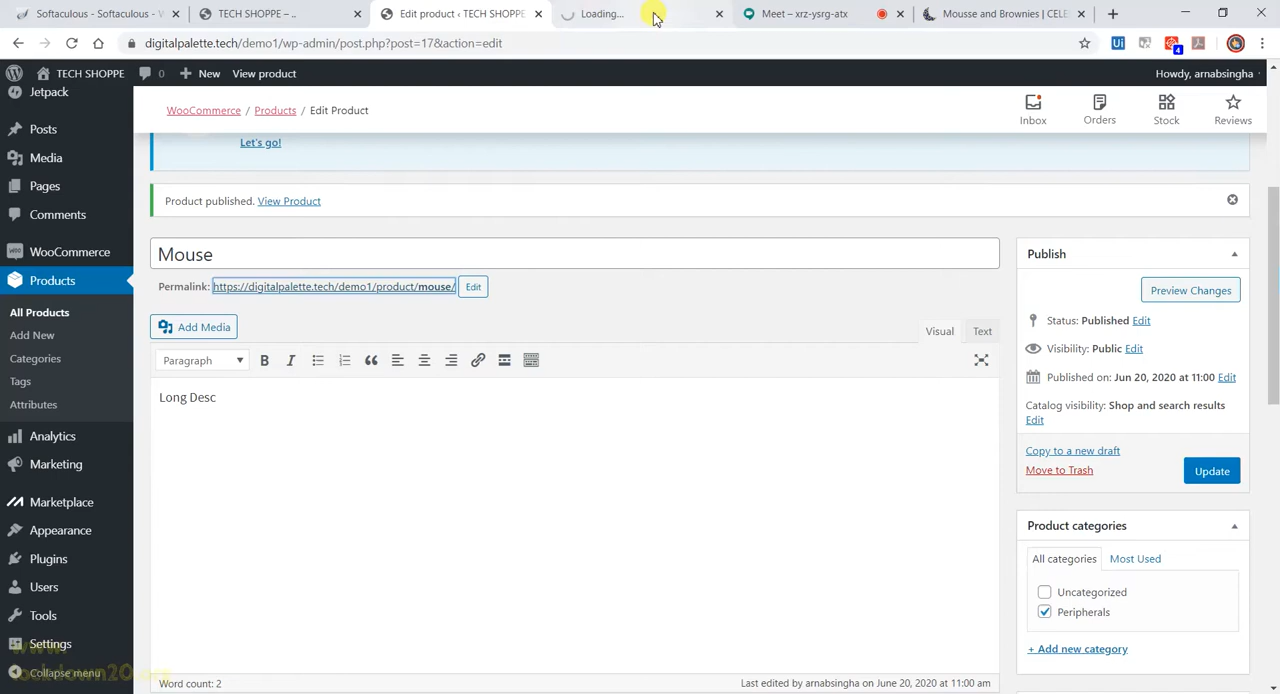 Softaculous - Softaculous - W
TECH SHOPPE – ..
Edit product ‹ TECH SHOPPE
Loading...
Meet – xrz-ysrg-atx
Mousse and Brownies | CELE
digitalpalette.tech/demo1/wp-admin/post.php?post=17&action=edit
TECH SHOPPE
0
New
View product
Howdy, arnabsingha
Jetpack
Posts
Media
Pages
Comments
WooCommerce
Products
All Products
Add New
Categories
Tags
Attributes
Analytics
Marketing
Marketplace
Appearance
Plugins
Users
Tools
Settings
Collapse menu
WooCommerce / Products / Edit Product
Inbox
Orders
Stock
Reviews
Let's go!
Product published. View Product
Mouse
Permalink: https://digitalpalette.tech/demo1/product/mouse/ Edit
Add Media
Visual
Text
Paragraph
Long Desc
Word count: 2
Last edited by arnabsingha on June 20, 2020 at 11:00 am
Publish
Preview Changes
Status: Published Edit
Visibility: Public Edit
Published on: Jun 20, 2020 at 11:00 Edit
Catalog visibility: Shop and search results
Edit
Copy to a new draft
Move to Trash
Update
Product categories
All categories
Most Used
Uncategorized
Peripherals
+ Add new category
www.
lockdown20.org